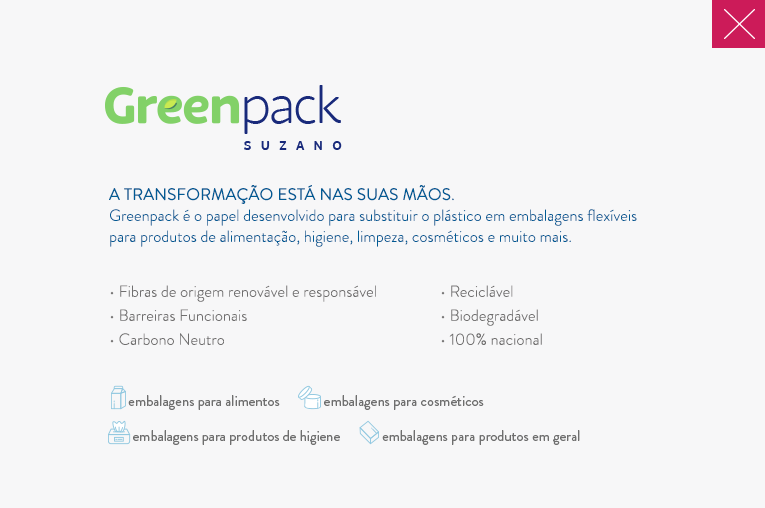 Greenpack
SUZANO
A TRANSFORMAÇÃO ESTÁ NAS SUAS MÃOS.
Greenpack é o papel desenvolvido para substituir o plástico em embalagens flexíveis
para produtos de alimentação, higiene, limpeza, cosméticos e muito mais.
• Fibras de origem renovável e responsável
• Barreiras Funcionais
• Carbono Neutro
• Reciclável
• Biodegradável
• 100% nacional
embalagens para alimentos
embalagens para cosméticos
embalagens para produtos de higiene
embalagens para produtos em geral